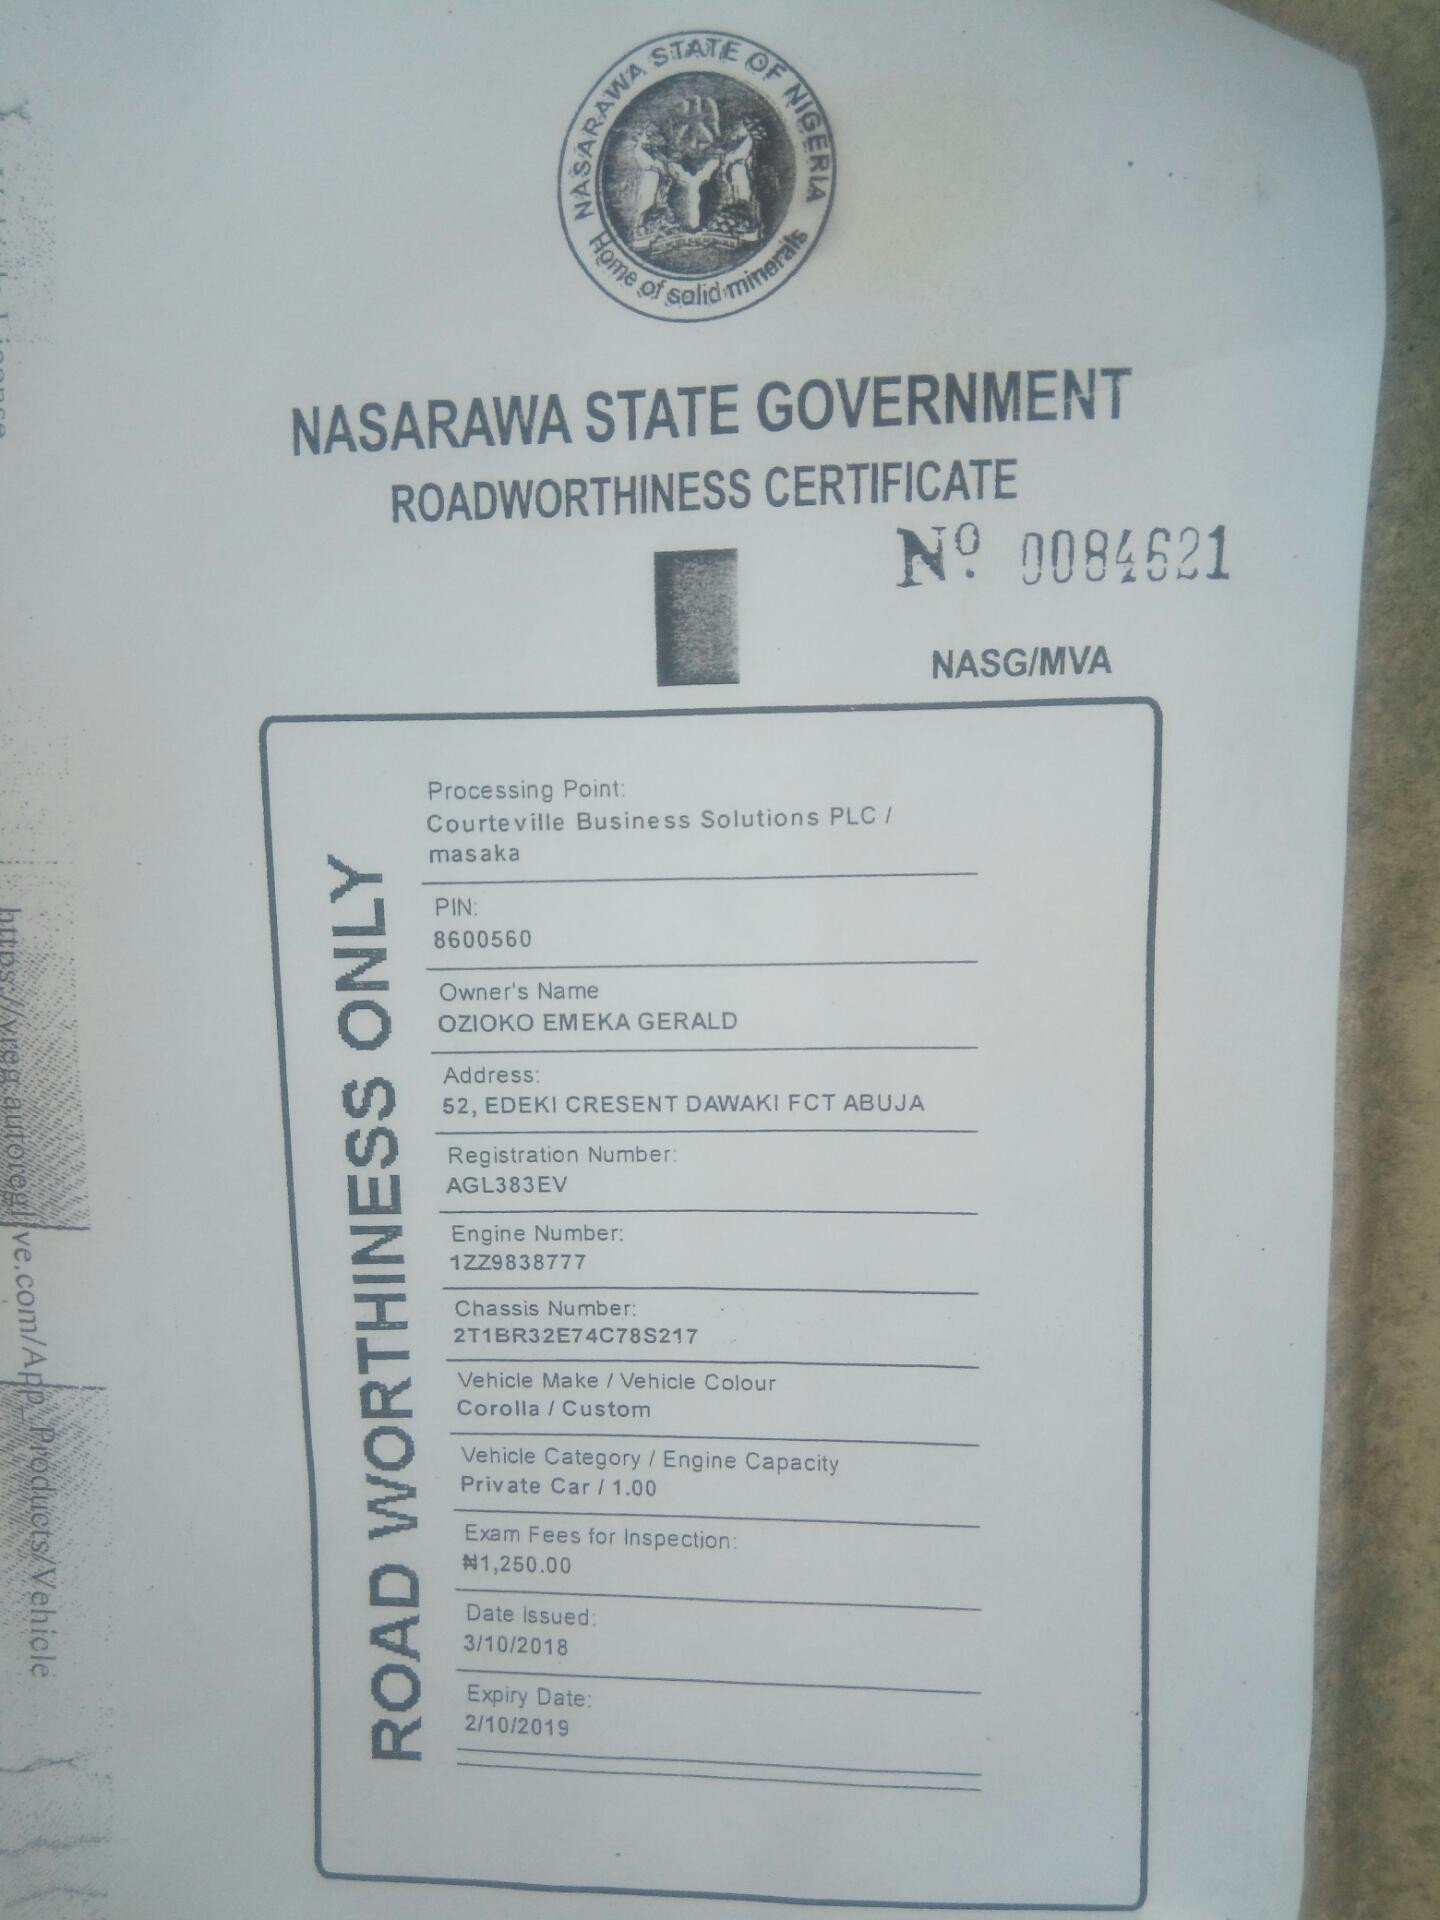 NASARAWA STATE OF NIGERIA
Home of solid minerals
NASARAWA STATE GOVERNMENT
ROADWORTHINESS CERTIFICATE
Nº 0084621
NASG/MVA
ROAD WORTHINESS ONLY
Processing Point:
Courteville Business Solutions PLC /
masaka
PIN:
8600560
Owner's Name
OZIOKO EMEKA GERALD
Address:
52, EDEKI CRESENT DAWAKI FCT ABUJA
Registration Number:
AGL383EV
Engine Number:
1ZZ9838777
Chassis Number:
2T1BR32E74C78S217
Vehicle Make / Vehicle Colour
Corolla / Custom
Vehicle Category / Engine Capacity
Private Car / 1.00
Exam Fees for Inspection:
₦1,250.00
Date Issued:
3/10/2018
Expiry Date:
2/10/2019
https://vreg.autoreglive.com/App_Products/Vehicle